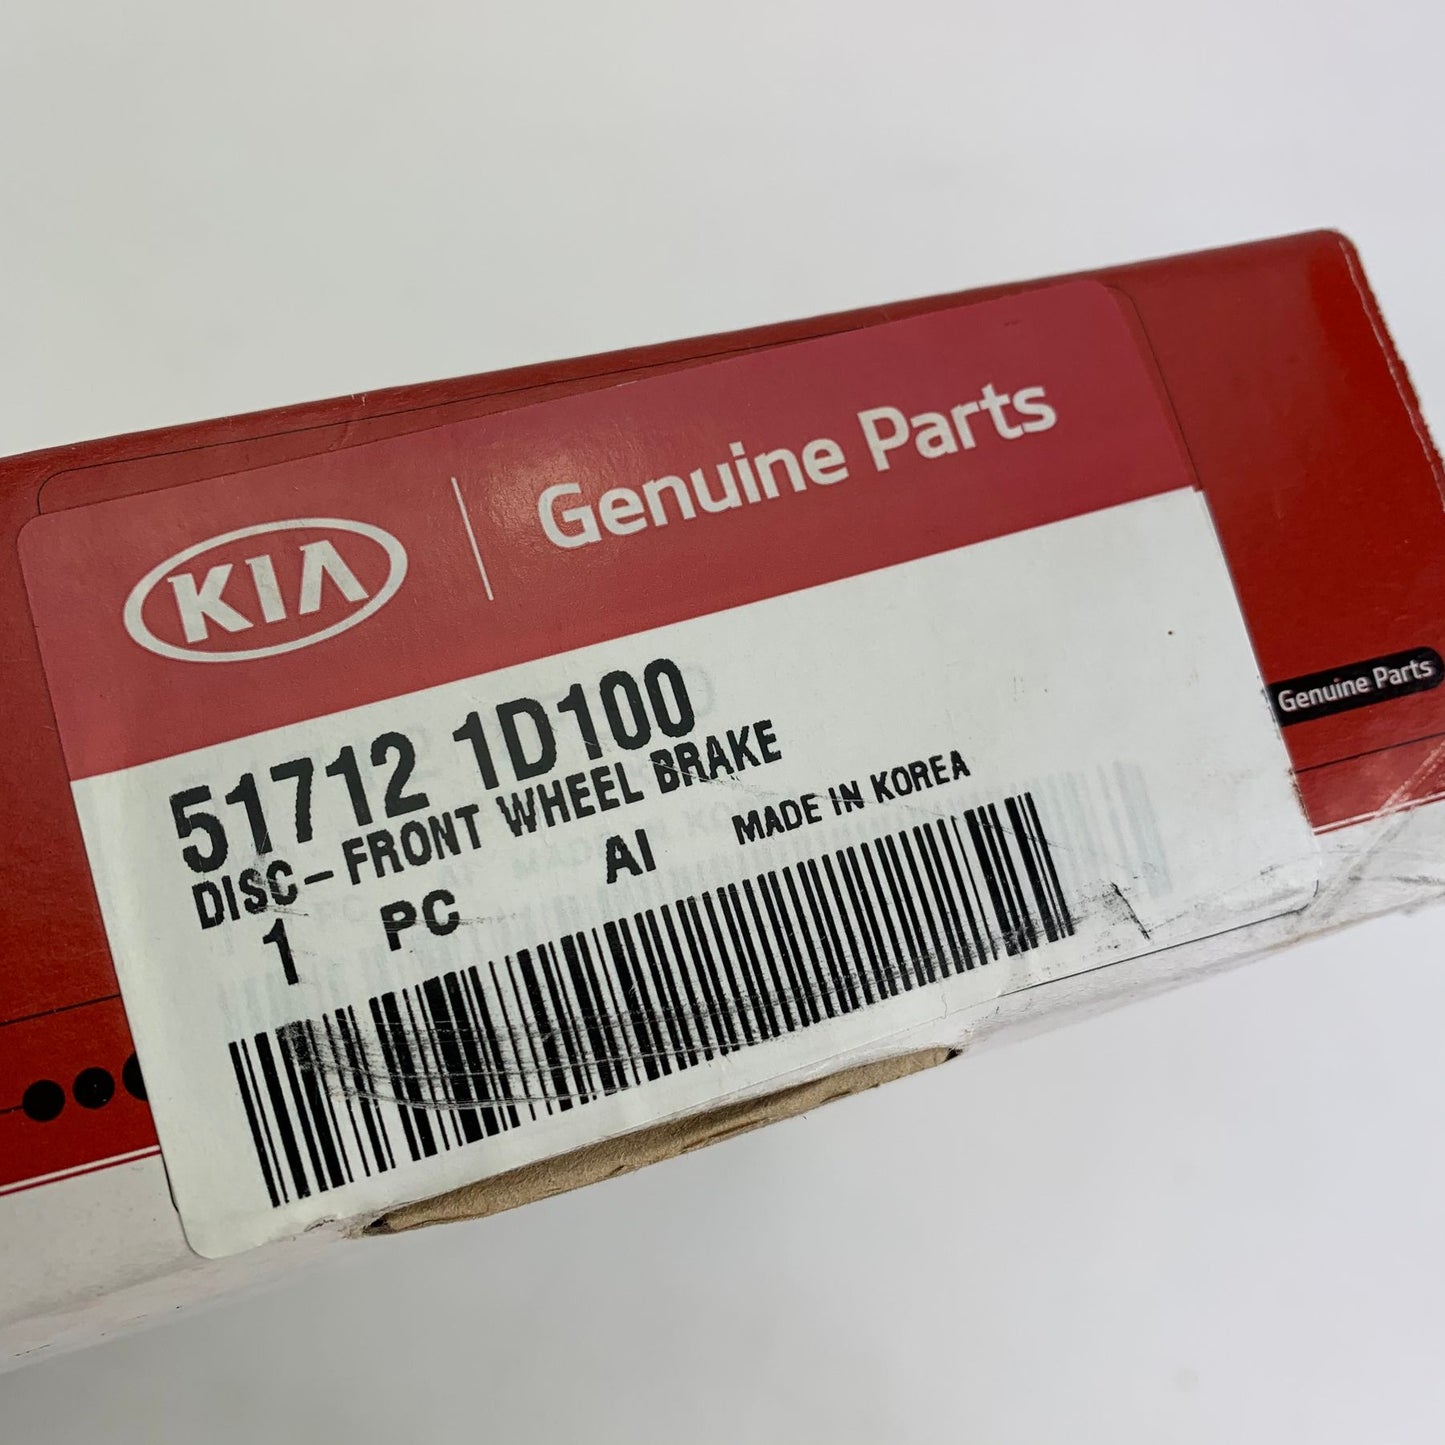 KIA Genuine Parts
51712 1D100
DISC-FRONT WHEEL BRAKE
1 PC AI MADE IN KOREA
Genuine Parts